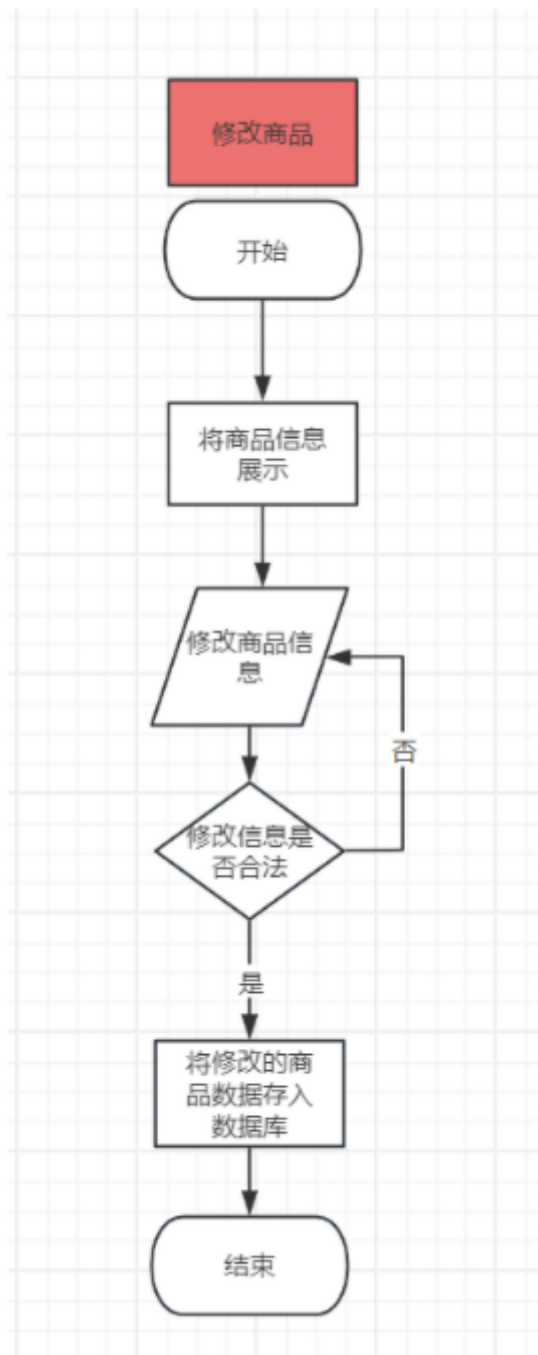 修改商品
开始
将商品信息
展示
修改商品信
息
否
修改信息是
否合法
是
将修改的商
品数据存入
数据库
结束